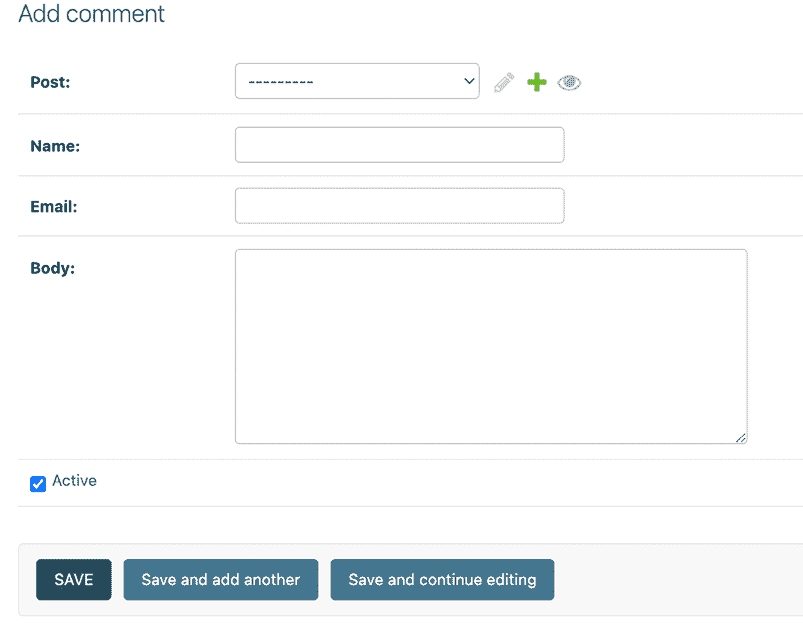 Add comment
Post:
---------
Name:
Email:
Body:
Active
SAVE Save and add another Save and continue editing